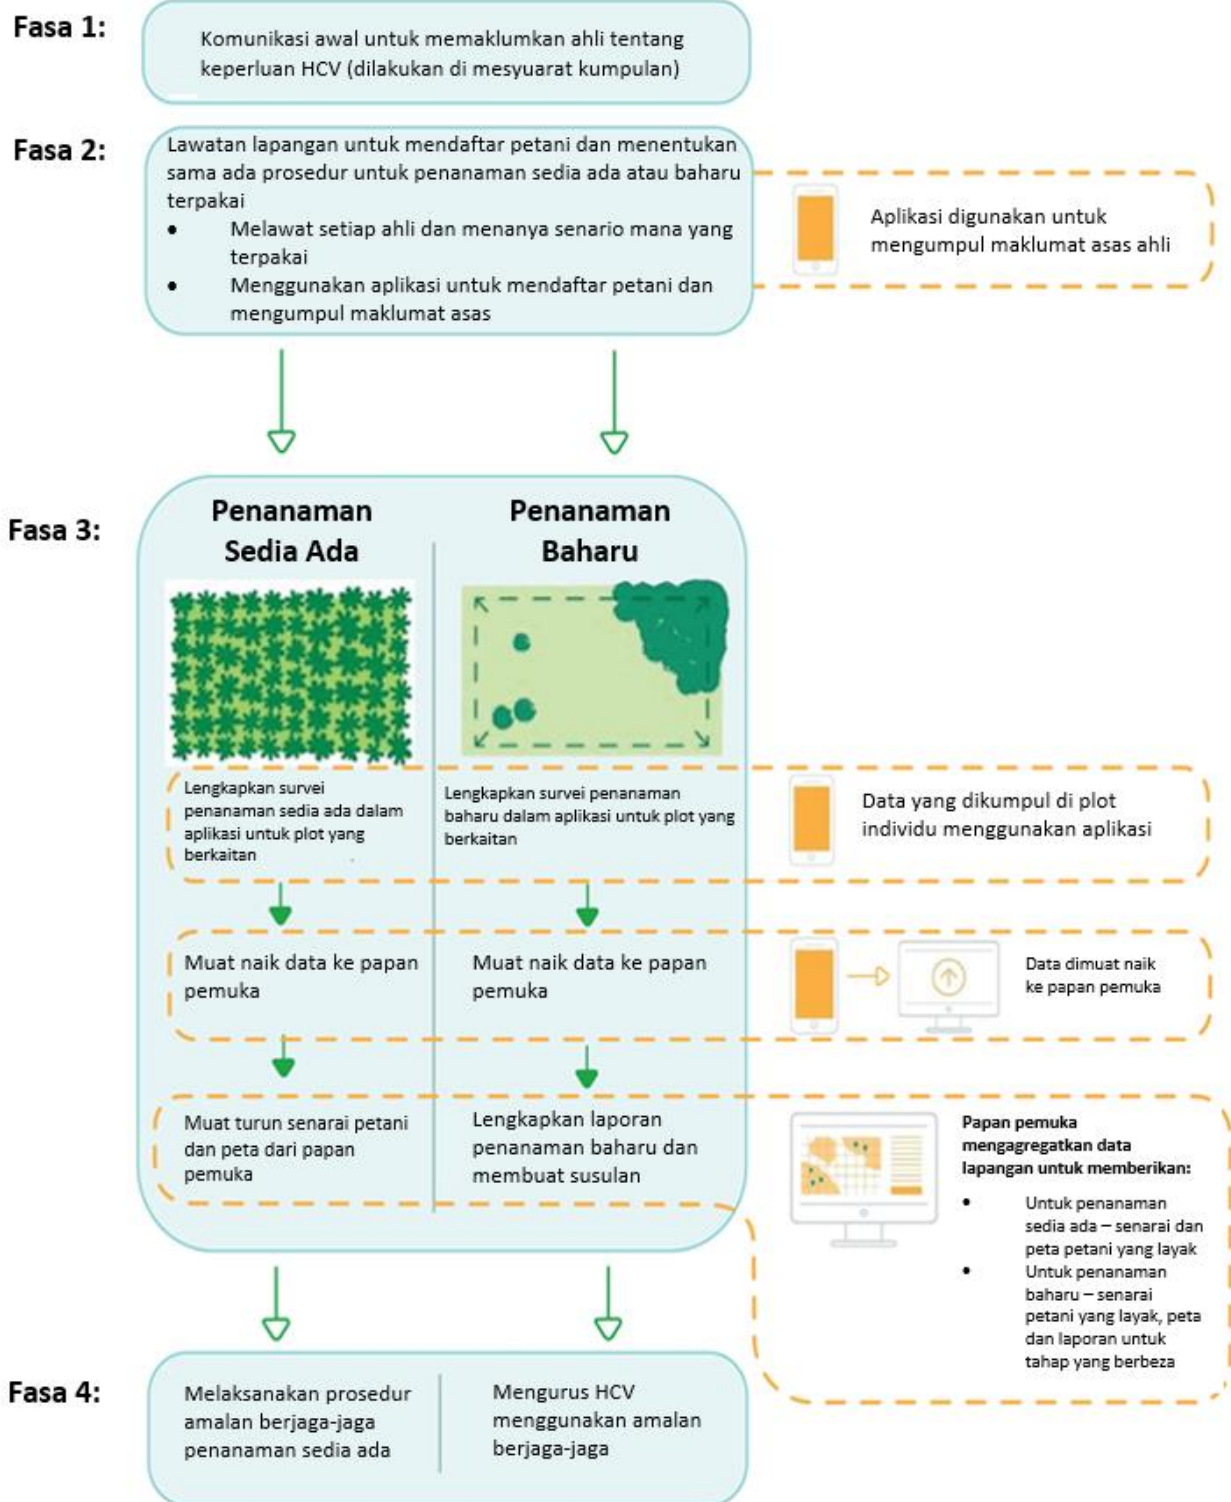 Fasa 1:
Komunikasi awal untuk memaklumkan ahli tentang
keperluan HCV (dilakukan di mesyuarat kumpulan)
Fasa 2:
Lawatan lapangan untuk mendaftar petani dan menentukan
sama ada prosedur untuk penanaman sedia ada atau baharu
terpakai
• Melawat setiap ahli dan menanya senario mana yang
terpakai
• Menggunakan aplikasi untuk mendaftar petani dan
mengumpul maklumat asas
Aplikasi digunakan untuk
mengumpul maklumat asas ahli
Fasa 3:
Penanaman
Sedia Ada
Penanaman
Baharu
Lengkapkan survei
penanaman sedia ada dalam
aplikasi untuk plot yang
berkaitan
Lengkapkan survei penanaman
baharu dalam aplikasi untuk plot yang
berkaitan
Data yang dikumpul di plot
individu menggunakan aplikasi
Muat naik data ke papan
pemuka
Muat naik data ke papan
pemuka
Data dimuat naik
ke papan pemuka
Muat turun senarai petani
dan peta dari papan
pemuka
Lengkapkan laporan
penanaman baharu dan
membuat susulan
Papan pemuka
mengagregatkan data
lapangan untuk memberikan:
• Untuk penanaman
sedia ada – senarai dan
peta petani yang layak
• Untuk penanaman
baharu – senarai
petani yang layak, peta
dan laporan untuk
tahap yang berbeza
Fasa 4:
Melaksanakan prosedur
amalan berjaga-jaga
penanaman sedia ada
Mengurus HCV
menggunakan amalan
berjaga-jaga